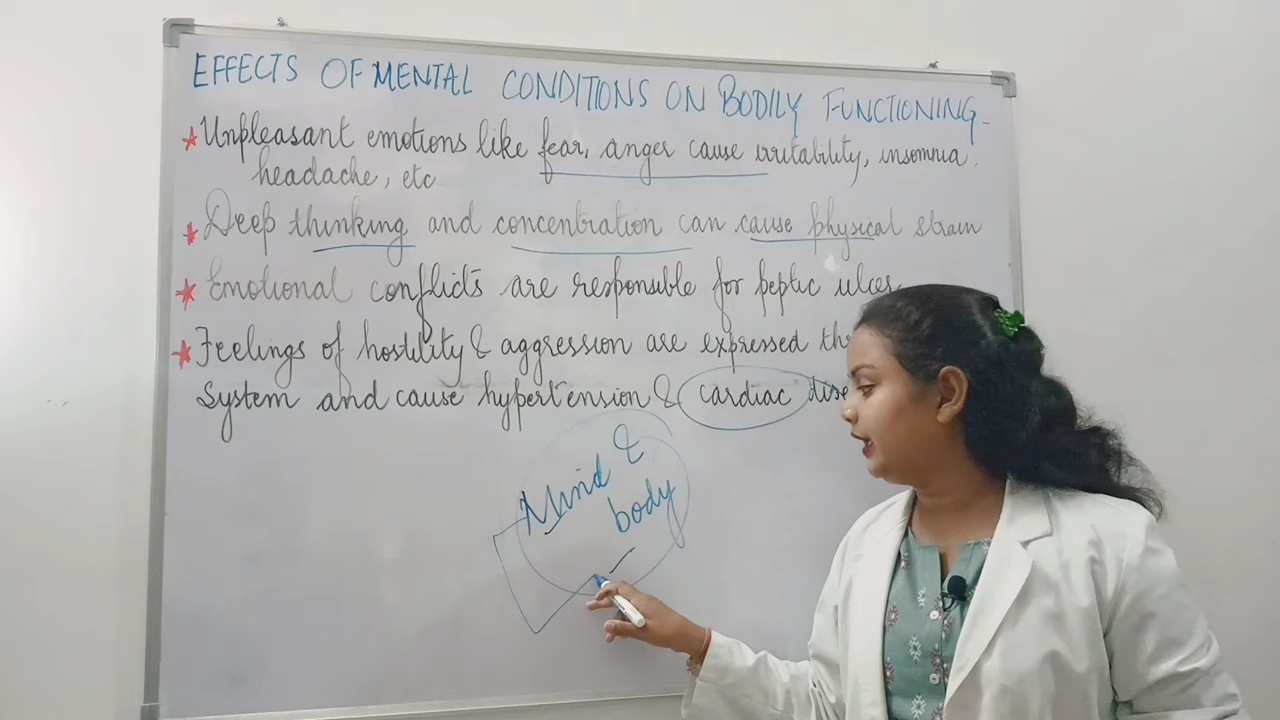 EFFECTS OF MENTAL CONDITIONS ON BODILY FUNCTIONING
Unpleasant emotions like fear, anger cause irritability, insomnia,
headache, etc
Deep thinking and concentration can cause physical strain
Emotional conflicts are responsible for peptic ulcer
Feelings of hostility & aggression are expressed
System and cause hypertension & cardiac
Mind &
body